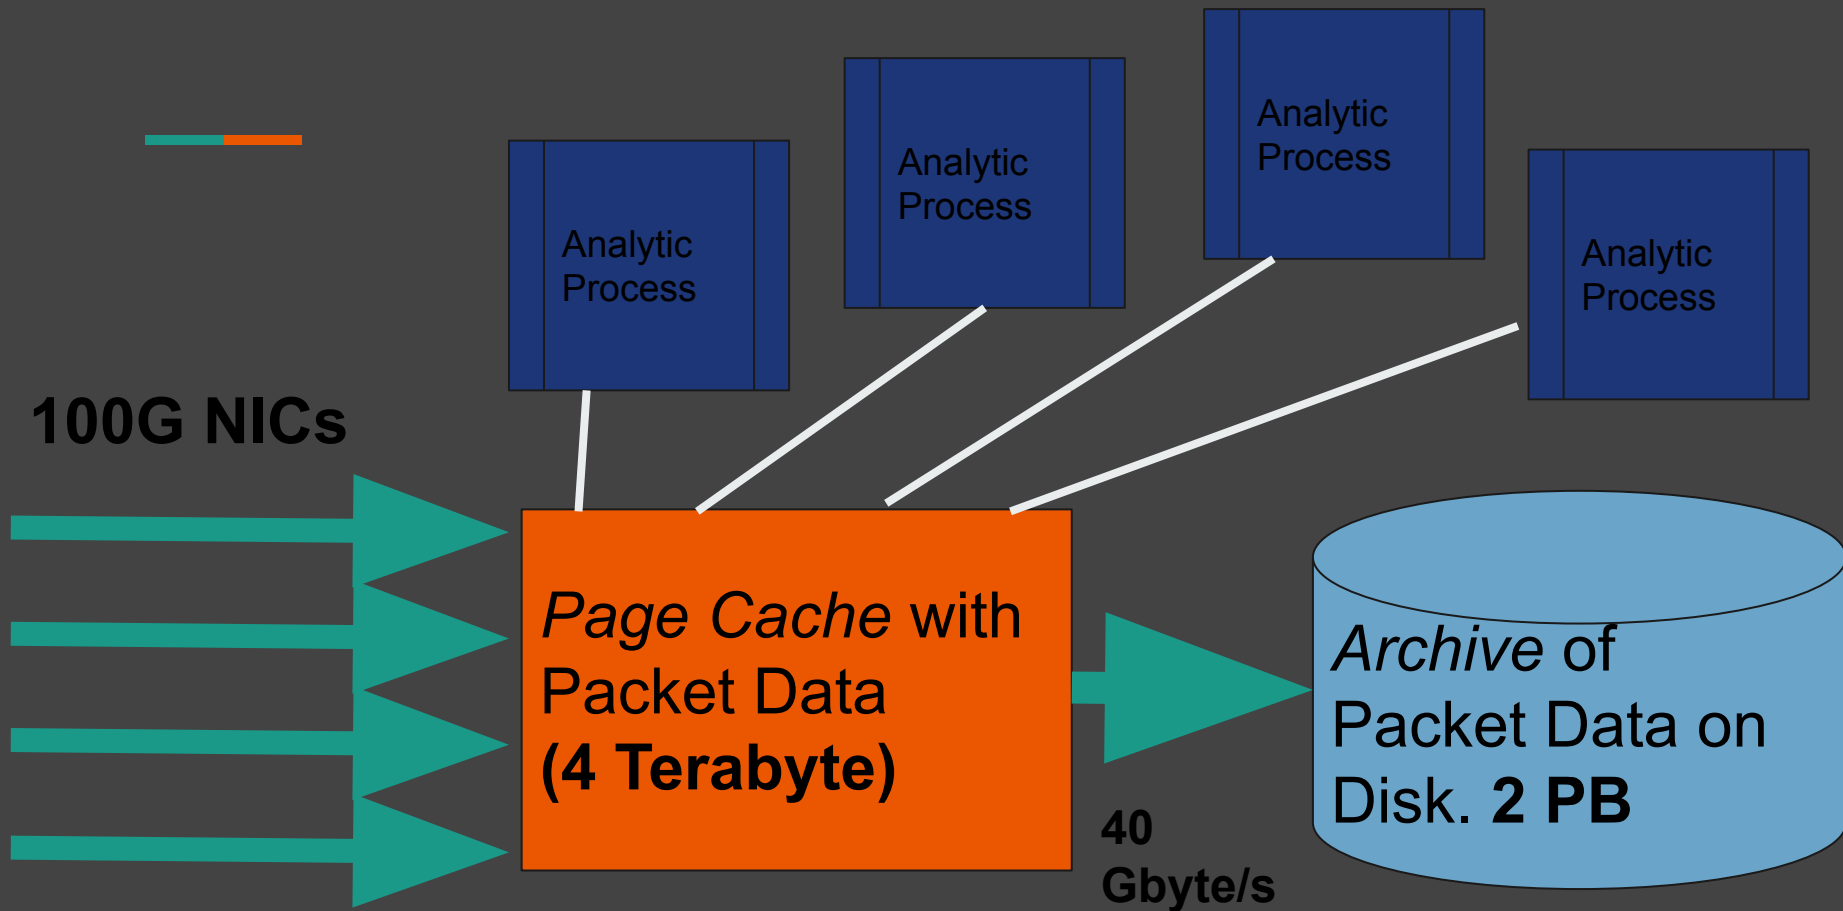 Analytic
Process
Analytic
Process
Analytic
Process
Analytic
Process
100G NICs
Page Cache with
Packet Data
(4 Terabyte)
40
Gbyte/s
Archive of
Packet Data on
Disk. 2 PB